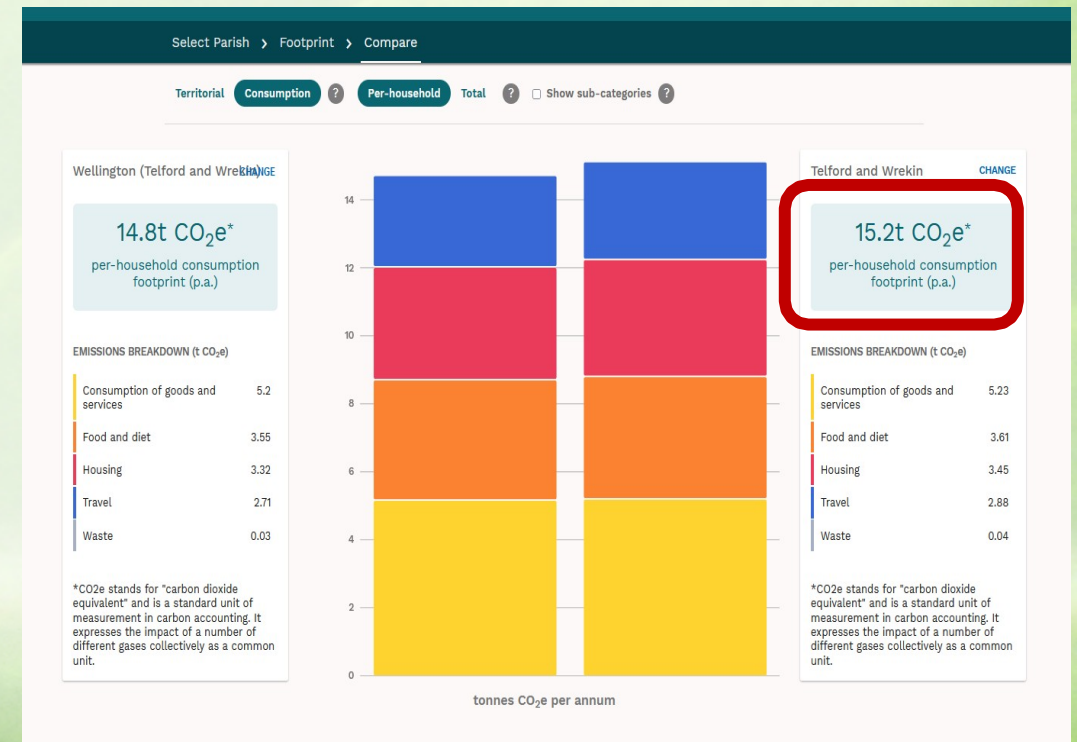 Select Parish > Footprint > Compare
Territorial Consumption ? Per-household Total ? Show sub-categories ?
Wellington (Telford and Wrekin) CHANGE
14.8t CO₂e*
per-household consumption
footprint (p.a.)
EMISSIONS BREAKDOWN (t CO₂e)
Consumption of goods and 5.2
services
Food and diet 3.55
Housing 3.32
Travel 2.71
Waste 0.03
*CO2e stands for "carbon dioxide
equivalent" and is a standard unit of
measurement in carbon accounting. It
expresses the impact of a number of
different gases collectively as a common
unit.
14
12
10
8
6
4
2
0
tonnes CO₂e per annum
Telford and Wrekin CHANGE
15.2t CO₂e*
per-household consumption
footprint (p.a.)
EMISSIONS BREAKDOWN (t CO₂e)
Consumption of goods and 5.23
services
Food and diet 3.61
Housing 3.45
Travel 2.88
Waste 0.04
*CO2e stands for "carbon dioxide
equivalent" and is a standard unit of
measurement in carbon accounting. It
expresses the impact of a number of
different gases collectively as a common
unit.